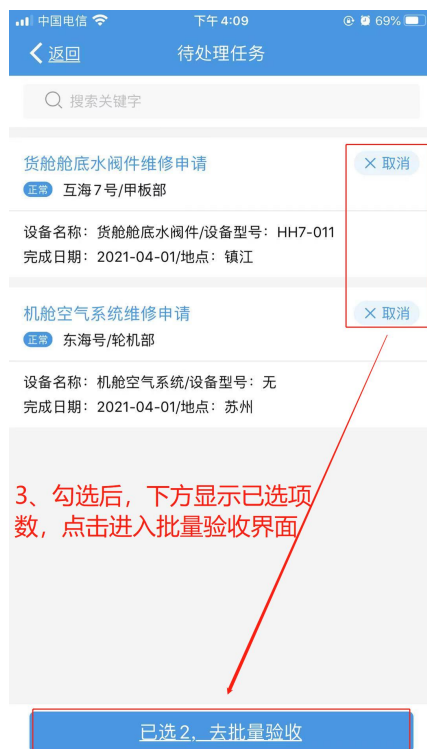 中国电信 下午4:09 69%
返回 待处理任务
搜索关键字
货舱舱底水阀件维修申请 × 取消
正常 互海7号/甲板部
设备名称：货舱舱底水阀件/设备型号：HH7-011
完成日期：2021-04-01/地点：镇江
机舱空气系统维修申请 × 取消
正常 东海号/轮机部
设备名称：机舱空气系统/设备型号：无
完成日期：2021-04-01/地点：苏州
3、勾选后，下方显示已选项
数，点击进入批量验收界面
已选2，去批量验收